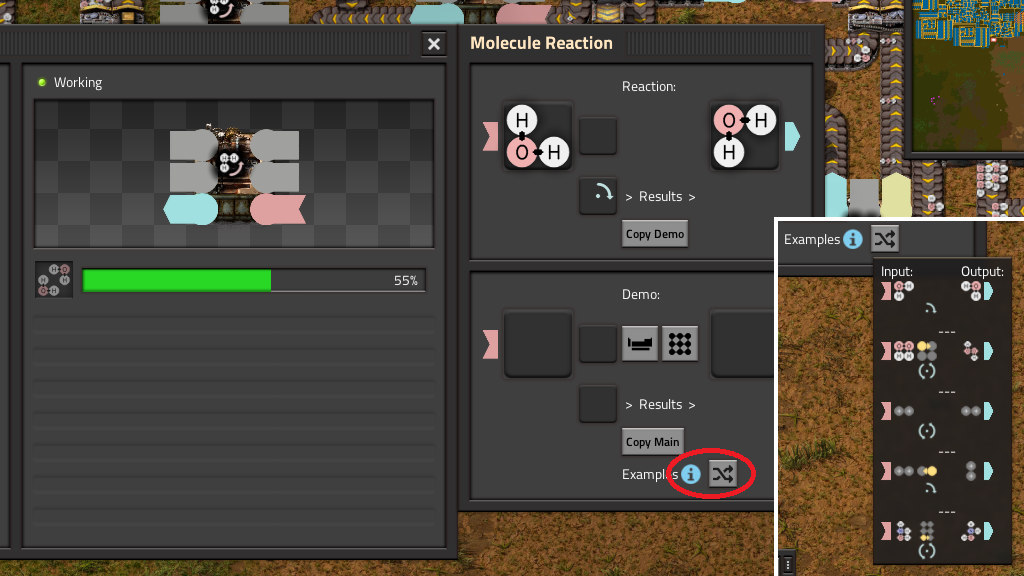 Working
55%
Molecule Reaction
Reaction:
H
O H
O H
H
> Results >
Copy Demo
Demo:
> Results >
Copy Main
Examples
Examples
Input: Output:
---
---
---
---